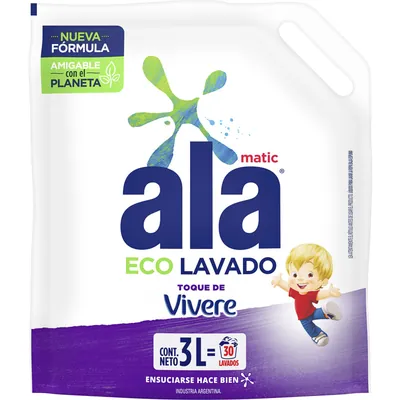 NUEVA
FÓRMULA
AMIGABLE
con el
PLANETA
matic
ala®
ECO LAVADO
TOQUE DE
Vivere
CONT.
NETO
3L=
30
LAVADOS
ENSUCIARSE HACE BIEN
INDUSTRIA ARGENTINA.